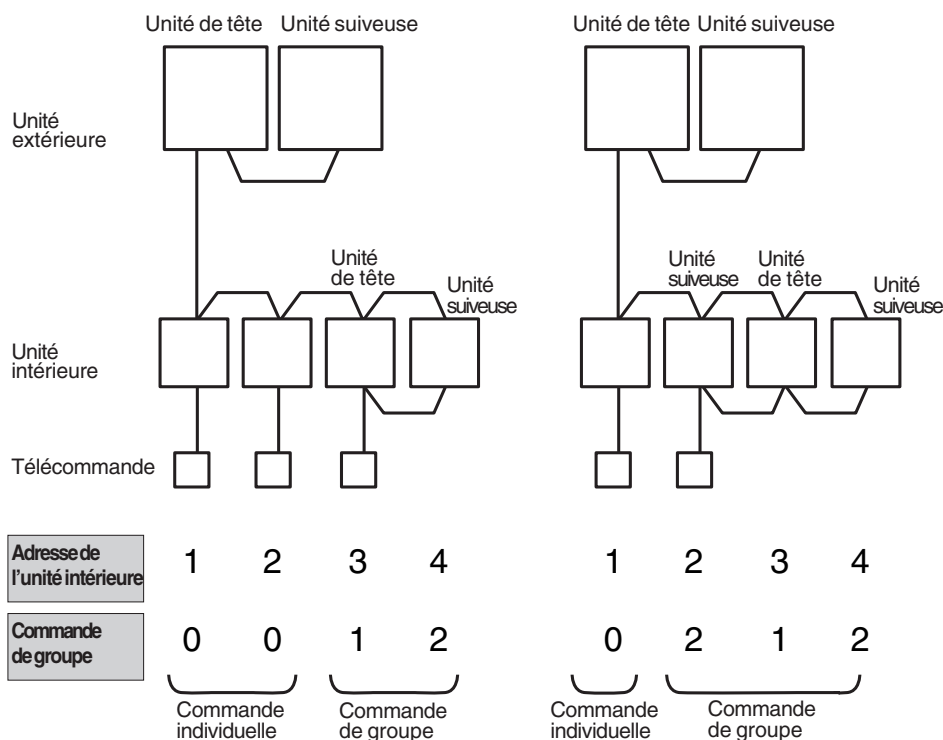 Unité de tête Unité suiveuse Unité de tête Unité suiveuse
Unité
extérieure
Unité
de tête
Unité
suiveuse
Unité
suiveuse
Unité
de tête
Unité
suiveuse
Unité
intérieure
Télécommande
Adresse de
l'unité intérieure
1 2 3 4 1 2 3 4
Commande
de groupe
0 0 1 2 0 2 1 2
Commande
individuelle
Commande
de groupe
Commande
individuelle
Commande
de groupe